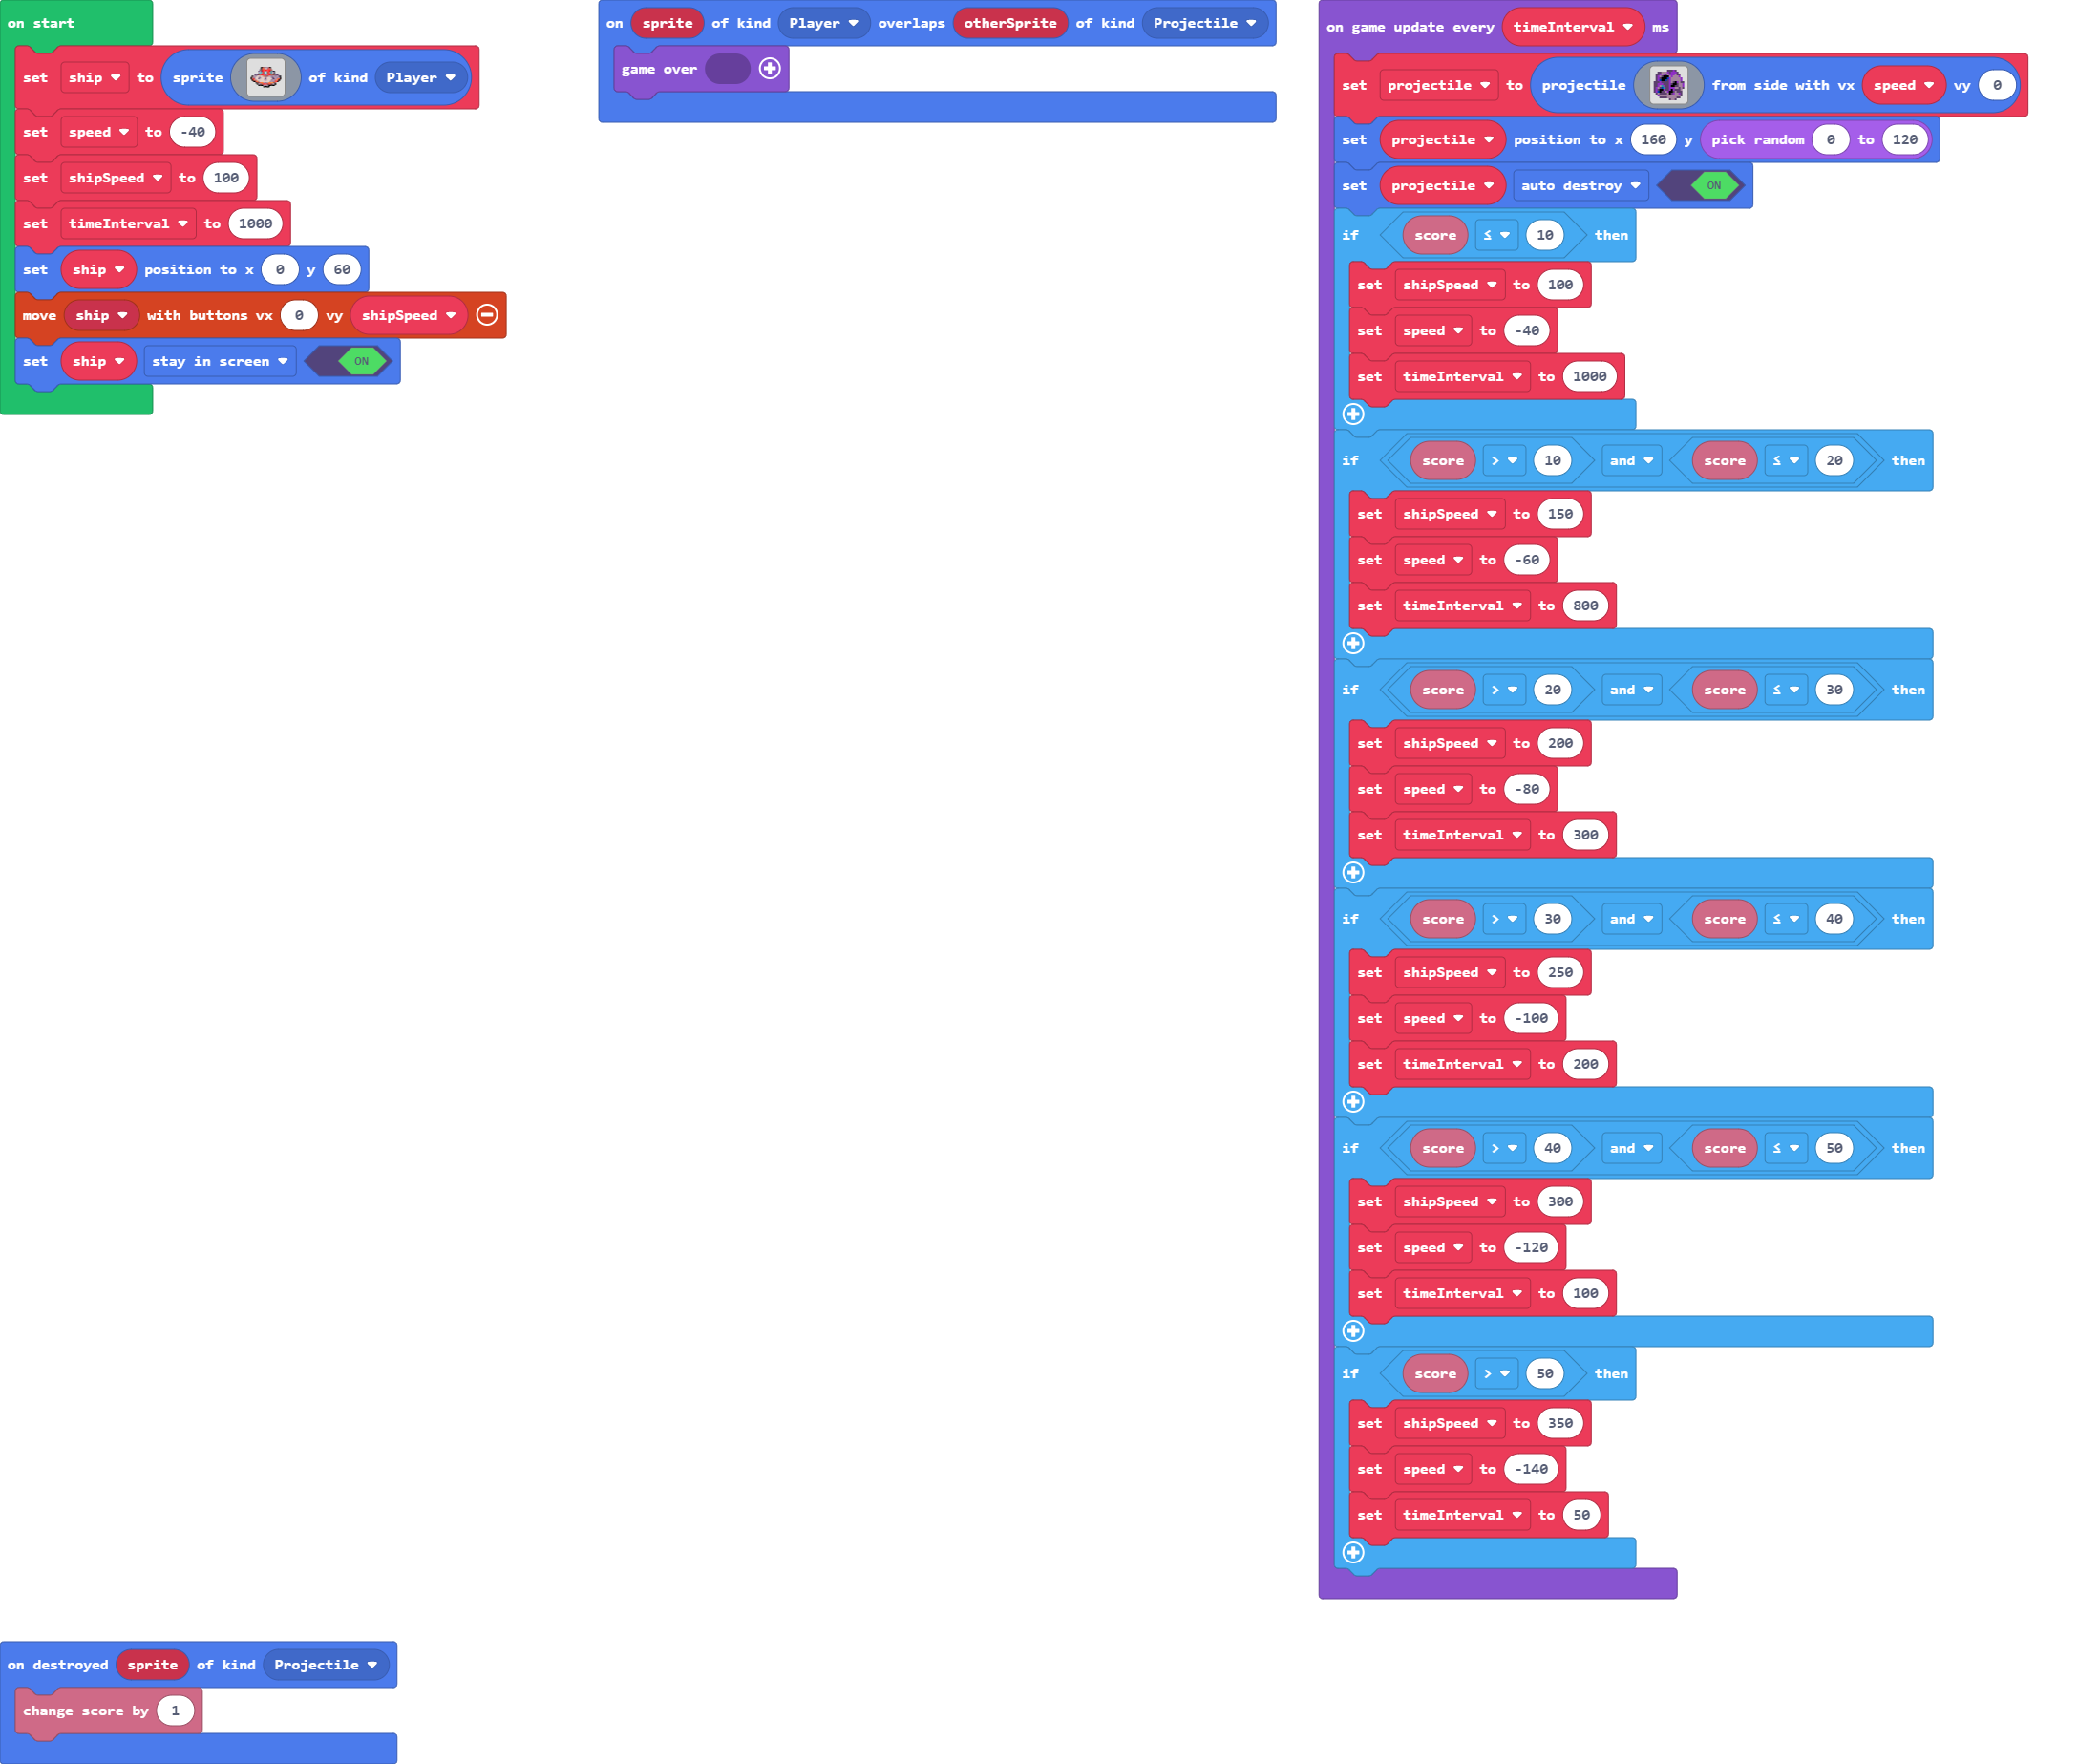 on start
set ship to sprite of kind Player
set speed to -40
set shipSpeed to 100
set timeInterval to 1000
set ship position to x 0 y 60
move ship with buttons vx 0 vy shipSpeed
set ship stay in screen ON
on sprite of kind Player overlaps otherSprite of kind Projectile
game over
on game update every timeInterval ms
set projectile to projectile from side with vx speed vy 0
set projectile position to x 160 y pick random 0 to 120
set projectile auto destroy ON
if score ≤ 10 then
set shipSpeed to 100
set speed to -40
set timeInterval to 1000
if score > 10 and score ≤ 20 then
set shipSpeed to 150
set speed to -60
set timeInterval to 800
if score > 20 and score ≤ 30 then
set shipSpeed to 200
set speed to -80
set timeInterval to 300
if score > 30 and score ≤ 40 then
set shipSpeed to 250
set speed to -100
set timeInterval to 200
if score > 40 and score ≤ 50 then
set shipSpeed to 300
set speed to -120
set timeInterval to 100
if score > 50 then
set shipSpeed to 350
set speed to -140
set timeInterval to 50
on destroyed sprite of kind Projectile
change score by 1